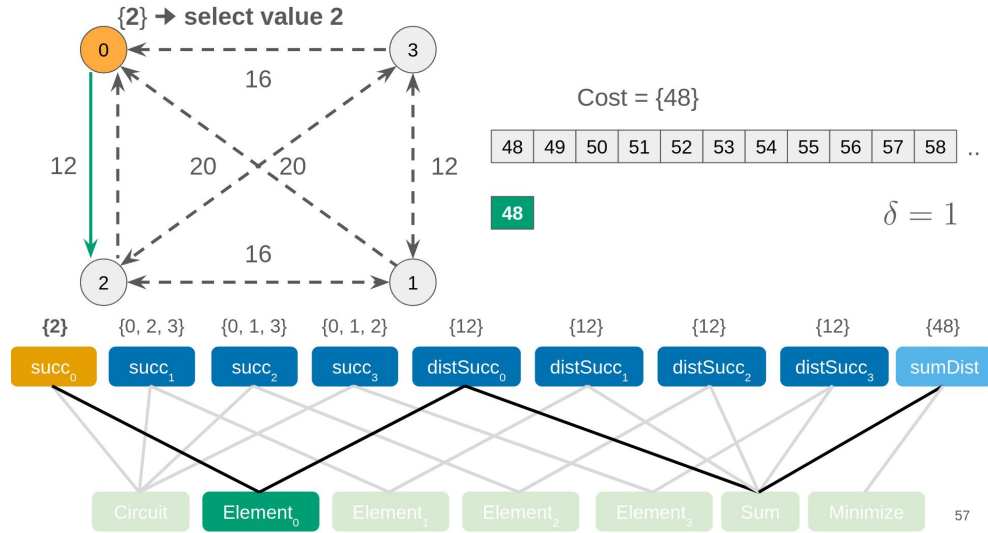 {2} → select value 2
0
3
16
Cost = {48}
48 49 50 51 52 53 54 55 56 57 58 ..
12
20
20
12
48
δ = 1
16
2
1
{2} {0, 2, 3} {0, 1, 3} {0, 1, 2} {12} {12} {12} {12} {48}
succ₀ succ₁ succ₂ succ₃ distSucc₀ distSucc₁ distSucc₂ distSucc₃ sumDist
Circuit Element₀ Element₁ Element₂ Element₃ Sum Minimize
57